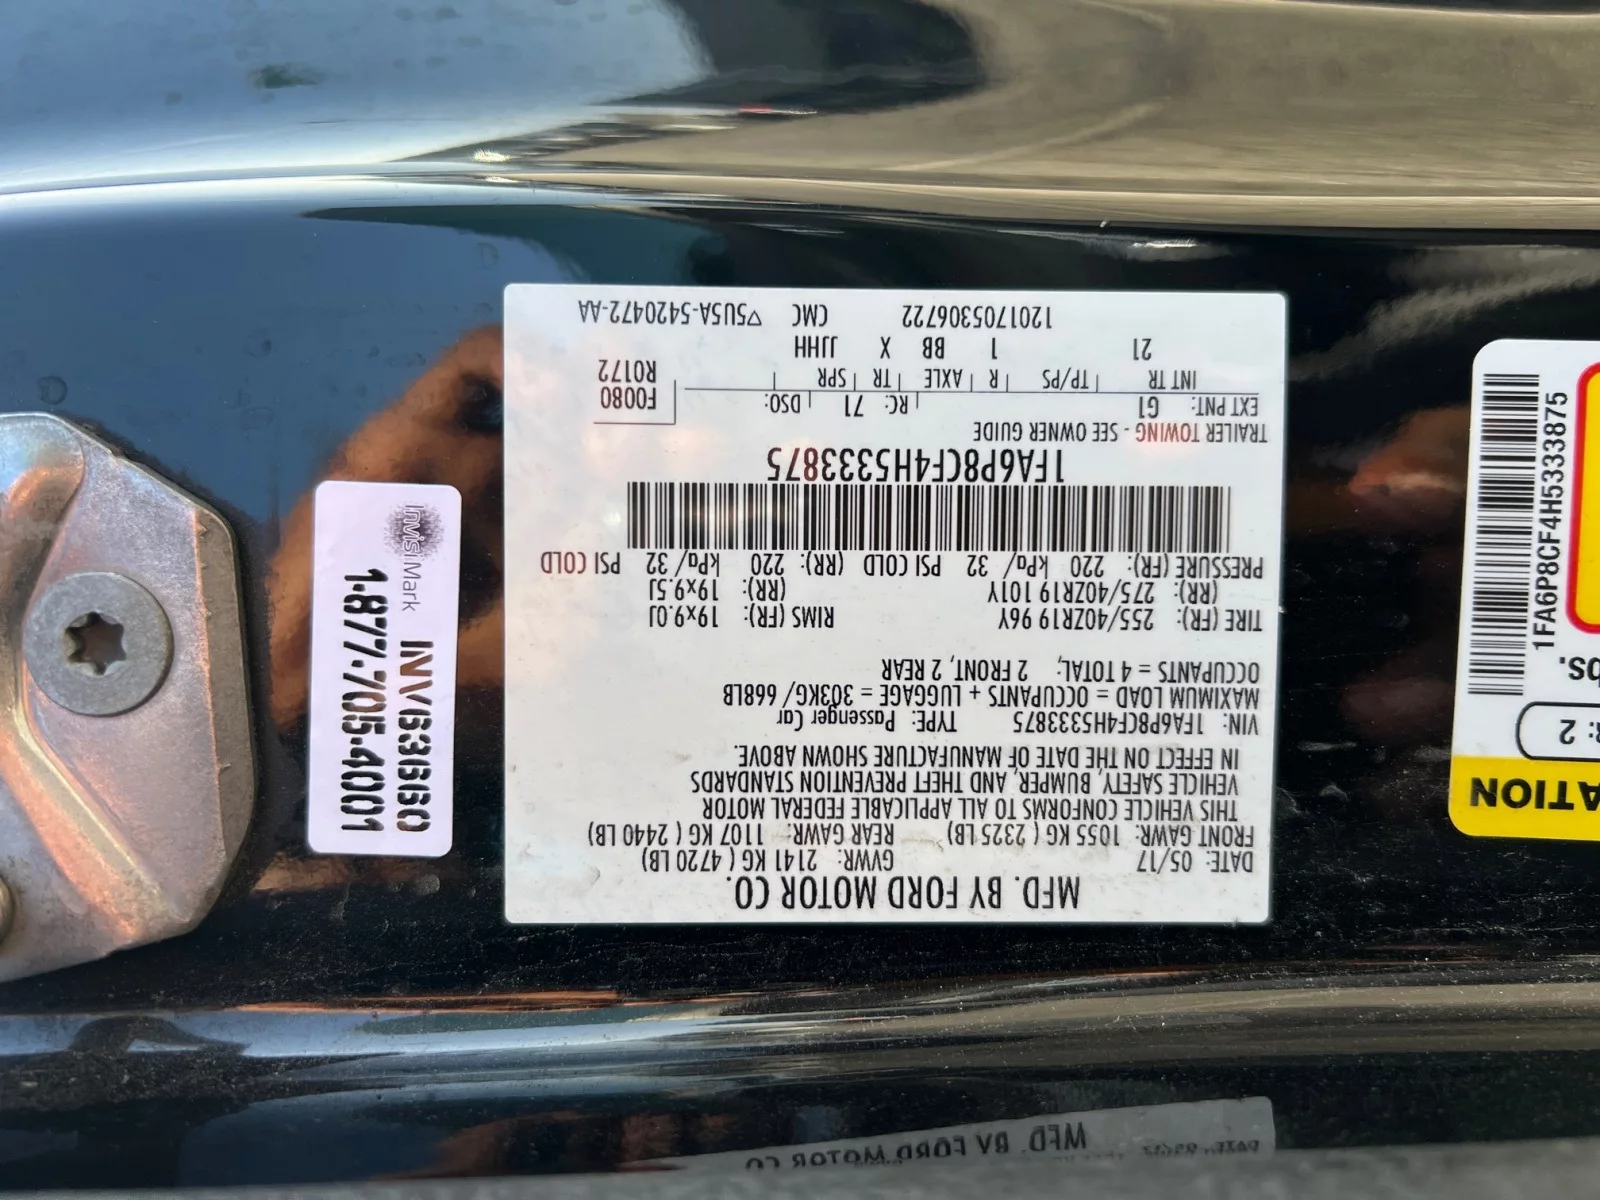 MFD. BY FORD MOTOR CO.
DATE: 05/17 GVWR: 2141 KG ( 4720 LB)
FRONT GAWR: 1055 KG ( 2325 LB) REAR GAWR: 1107 KG ( 2440 LB)
THIS VEHICLE CONFORMS TO ALL APPLICABLE FEDERAL MOTOR
VEHICLE SAFETY, BUMPER, AND THEFT PREVENTION STANDARDS
IN EFFECT ON THE DATE OF MANUFACTURE SHOWN ABOVE.
VIN: 1FA6P8CF4H5333875 TYPE: Passenger Car
MAXIMUM LOAD = OCCUPANTS + LUGGAGE = 303KG/668LB
OCCUPANTS = 4 TOTAL, 2 FRONT, 2 REAR
TIRE (FR): 255/40ZR19 96Y RIMS (FR): 19x9.0J
(RR): 275/40ZR19 101Y (RR): 19x9.5J
PRESSURE (FR): 220 kPa/ 32 PSI COLD (RR): 220 kPa/ 32 PSI COLD
1FA6P8CF4H5333875
TRAILER TOWING - SEE OWNER GUIDE
EXT PNT: G1 RC: 71 DSO: F0080
INT TR TP/PS R AXLE TR SPR R0172
21 1 BB X JJHH
1201705306722 CMC ▽5U5A-5420472-AA
InvisiMark
INV63660
1-877-705-4001
1FA6P8CF4H5333875
bs.
R: 2
ATION
MFD. BY FORD MOTOR CO
DATE: 05/17